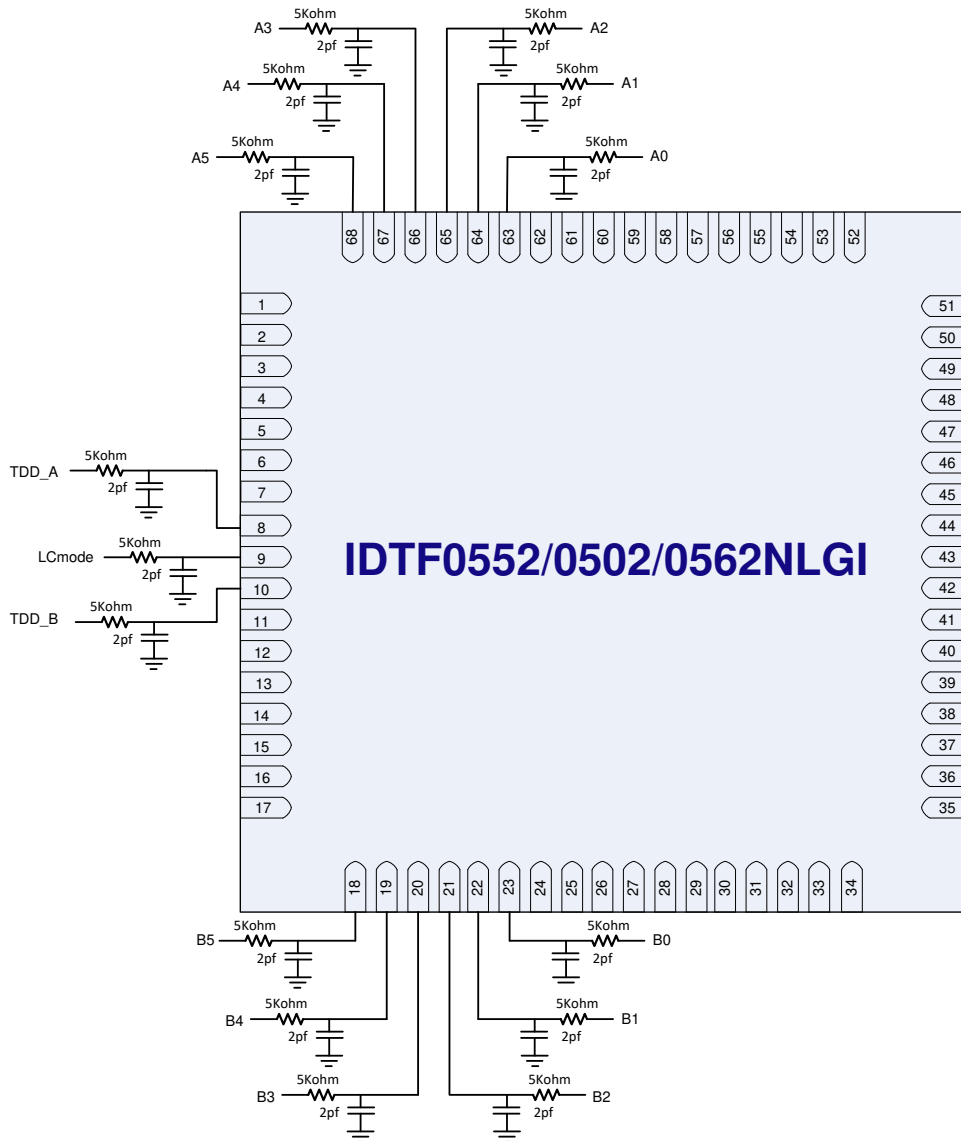 A3 5Kohm 2pf
5Kohm A2 2pf
A4 5Kohm 2pf
5Kohm A1 2pf
A5 5Kohm 2pf
5Kohm A0 2pf
68 67 66 65 64 63 62 61 60 59 58 57 56 55 54 53 52
1
2
3
4
5
6
7
8
9
10
11
12
13
14
15
16
17
TDD_A 5Kohm 2pf
LCmode 5Kohm 2pf
TDD_B 5Kohm 2pf
IDTF0552/0502/0562NLGI
51
50
49
48
47
46
45
44
43
42
41
40
39
38
37
36
35
18 19 20 21 22 23 24 25 26 27 28 29 30 31 32 33 34
B5 5Kohm 2pf
5Kohm B0 2pf
B4 5Kohm 2pf
5Kohm B1 2pf
B3 5Kohm 2pf
5Kohm B2 2pf